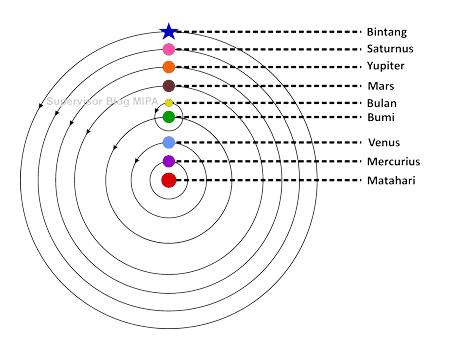 Bintang
Saturnus
Yupiter
Mars
Supervisor Blog MIPA
Bulan
Bumi
Venus
Mercurius
Matahari